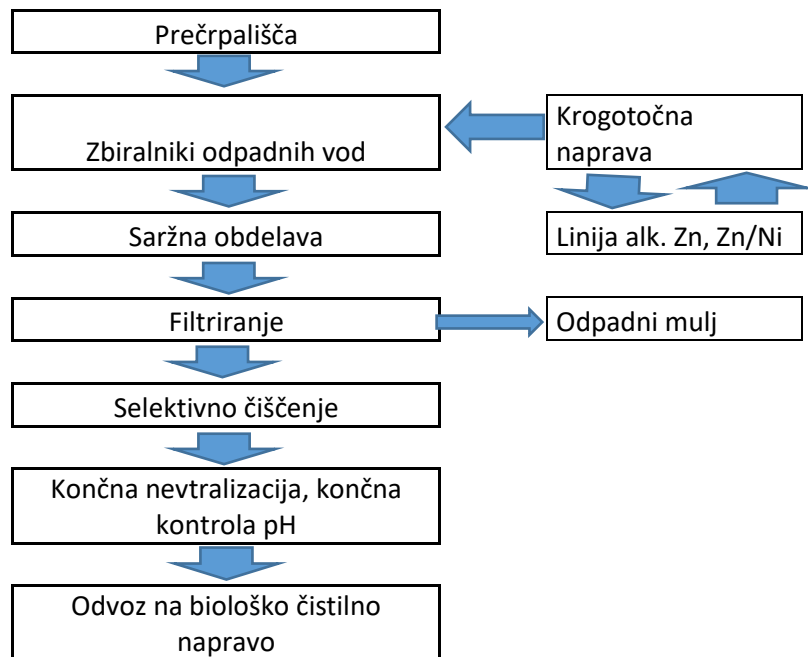 Prečrpališča
Zbiralniki odpadnih vod
Krogotočna
naprava
Saržna obdelava
Linija alk. Zn, Zn/Ni
Filtriranje
Odpadni mulj
Selektivno čiščenje
Končna nevtralizacija, končna
kontrola pH
Odvoz na biološko čistilno
napravo